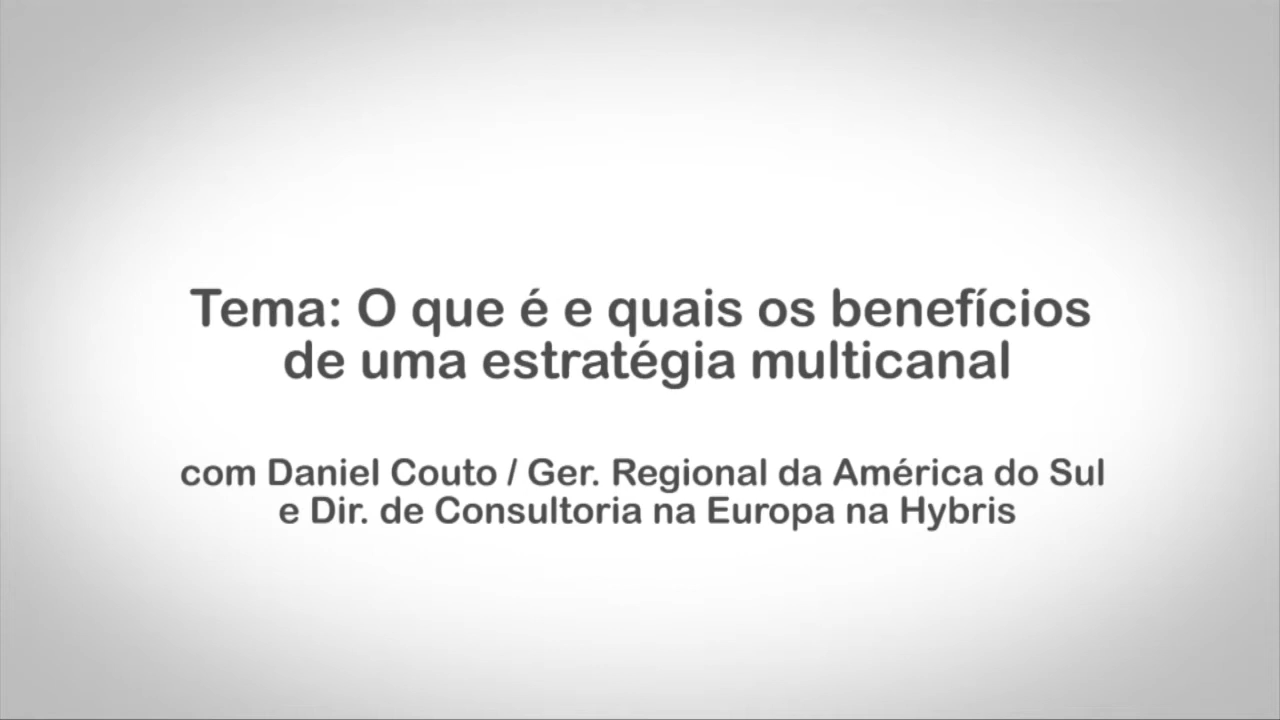 Tema: O que é e quais os benefícios
de uma estratégia multicanal
com Daniel Couto / Ger. Regional da América do Sul
e Dir. de Consultoria na Europa na Hybris